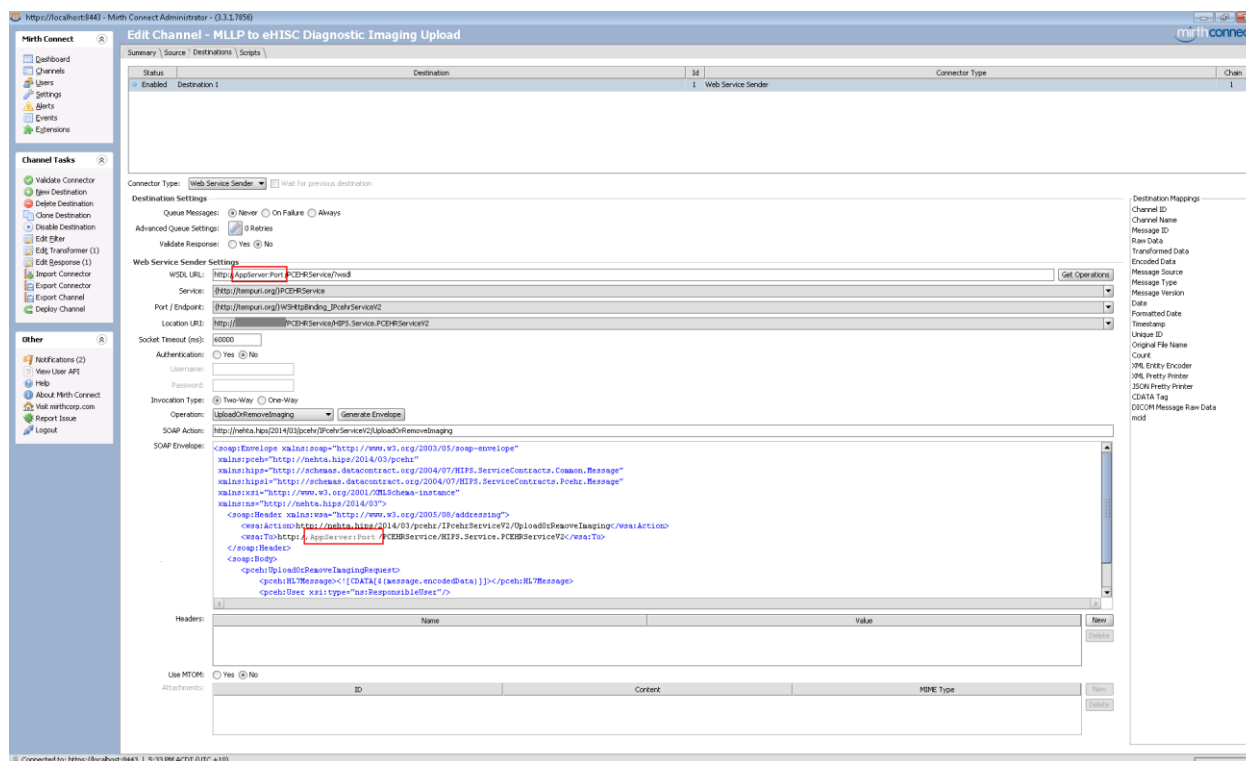 https://localhost:8443 - Mirth Connect Administrator - (3.3.1.7856)
Mirth Connect
Dashboard
Channels
Users
Settings
Alerts
Events
Extensions
Channel Tasks
Validate Connector
New Destination
Delete Destination
Clone Destination
Disable Destination
Edit Filter
Edit Transformer (1)
Edit Response (1)
Import Connector
Export Connector
Export Channel
Deploy Channel
Other
Notifications (2)
View User API
Help
About Mirth Connect
Visit mirthcorp.com
Report Issue
Logout
Edit Channel - MLLP to eHISC Diagnostic Imaging Upload
mirth connec
Summary Source Destinations Scripts
Status Destination Id Connector Type Chain
Enabled Destination 1 1 Web Service Sender 1
Connector Type: Web Service Sender Wait for previous destination
Destination Settings
Queue Messages: Never On Failure Always
Advanced Queue Settings: 0 Retries
Validate Response: Yes No
Web Service Sender Settings
WSDL URL: http:/ AppServer:Port /PCEHRService/?wsdl Get Operations
Service: {http://tempuri.org/}PCEHRService
Port / Endpoint: {http://tempuri.org/}WSHttpBinding_IPcehrServiceV2
Location URI: http:// /PCEHRService/HIPS.Service.PCEHRServiceV2
Socket Timeout (ms): 60000
Authentication: Yes No
Username:
Password:
Invocation Type: Two-Way One-Way
Operation: UploadOrRemoveImaging Generate Envelope
SOAP Action: http://nehta.hips/2014/03/pcehr/IPcehrServiceV2/UploadOrRemoveImaging
SOAP Envelope: <soap:Envelope xmlns:soap="http://www.w3.org/2003/05/soap-envelope"
xmlns:pceh="http://nehta.hips/2014/03/pcehr"
xmlns:hips="http://schemas.datacontract.org/2004/07/HIPS.ServiceContracts.Common.Message"
xmlns:hips1="http://schemas.datacontract.org/2004/07/HIPS.ServiceContracts.Pcehr.Message"
xmlns:xsi="http://www.w3.org/2001/XMLSchema-instance"
xmlns:ns="http://nehta.hips/2014/03">
<soap:Header xmlns:wsa="http://www.w3.org/2005/08/addressing">
<wsa:Action>http://nehta.hips/2014/03/pcehr/IPcehrServiceV2/UploadOrRemoveImaging</wsa:Action>
<wsa:To>http:/ AppServer:Port /PCEHRService/HIPS.Service.PCEHRServiceV2</wsa:To>
</soap:Header>
<soap:Body>
<pceh:UploadOrRemoveImagingRequest>
<pceh:HL7Message><![CDATA[${message.encodedData}]]></pceh:HL7Message>
<pceh:User xsi:type="ns:ResponsibleUser"/>
Headers: Name Value New
Delete
Use MTOM: Yes No
Attachments: ID Content MIME Type New
Delete
Destination Mappings
Channel ID
Channel Name
Message ID
Raw Data
Transformed Data
Encoded Data
Message Source
Message Type
Message Version
Date
Formatted Date
Timestamp
Unique ID
Original File Name
Count
XML Entity Encoder
XML Pretty Printer
JSON Pretty Printer
CDATA Tag
DICOM Message Raw Data
mcid
Connected to: https://localhost:8443 | 5:33 PM ACDT (UTC +10)